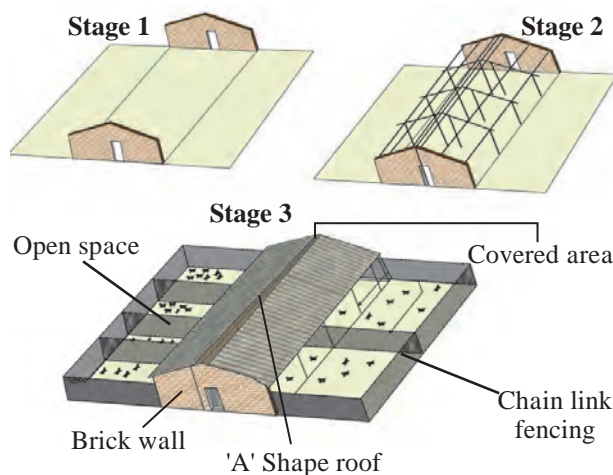 Stage 1
Stage 2
Stage 3
Open space
Covered area
Chain link
fencing
Brick wall
'A' Shape roof